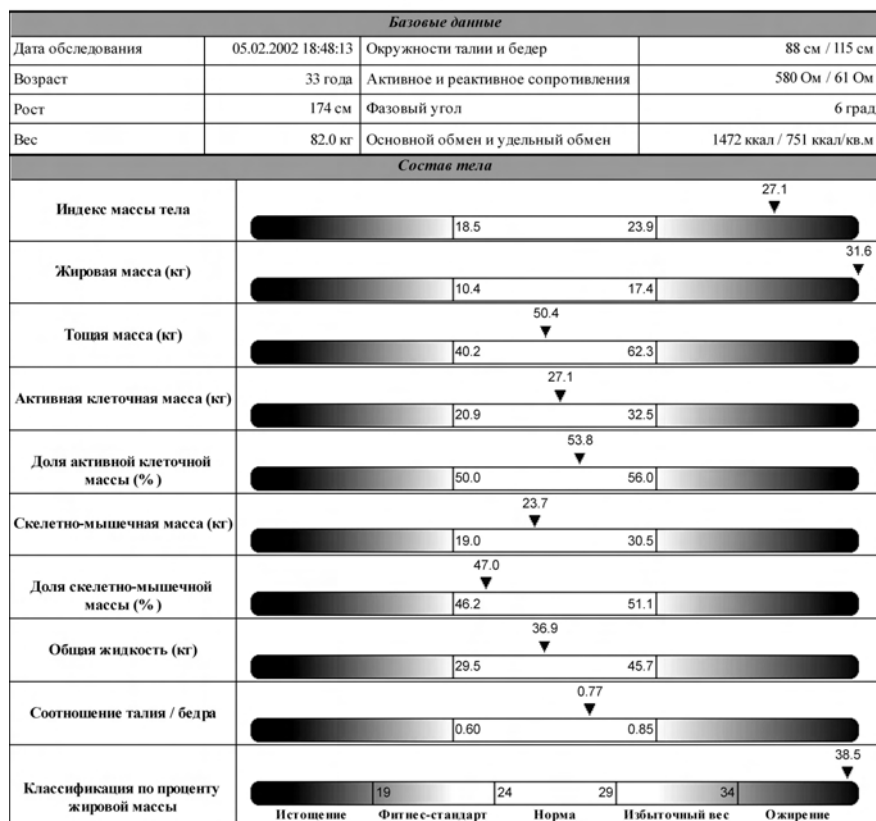 Базовые данные
Дата обследования 05.02.2002 18:48:13 Окружности талии и бедер 88 см / 115 см
Возраст 33 года Активное и реактивное сопротивления 580 Ом / 61 Ом
Рост 174 см Фазовый угол 6 град
Вес 82.0 кг Основной обмен и удельный обмен 1472 ккал / 751 ккал/кв.м
Состав тела
27.1
Индекс массы тела
18.5 23.9
31.6
Жировая масса (кг)
10.4 17.4
50.4
Тощая масса (кг)
40.2 62.3
27.1
Активная клеточная масса (кг)
20.9 32.5
53.8
Доля активной клеточной
массы (%)
50.0 56.0
23.7
Скелетно-мышечная масса (кг)
19.0 30.5
47.0
Доля скелетно-мышечной
массы (%)
46.2 51.1
36.9
Общая жидкость (кг)
29.5 45.7
0.77
Соотношение талия / бедра
0.60 0.85
38.5
Классификация по проценту
жировой массы
19 24 29 34
Истощение Фитнес-стандарт Норма Избыточный вес Ожирение